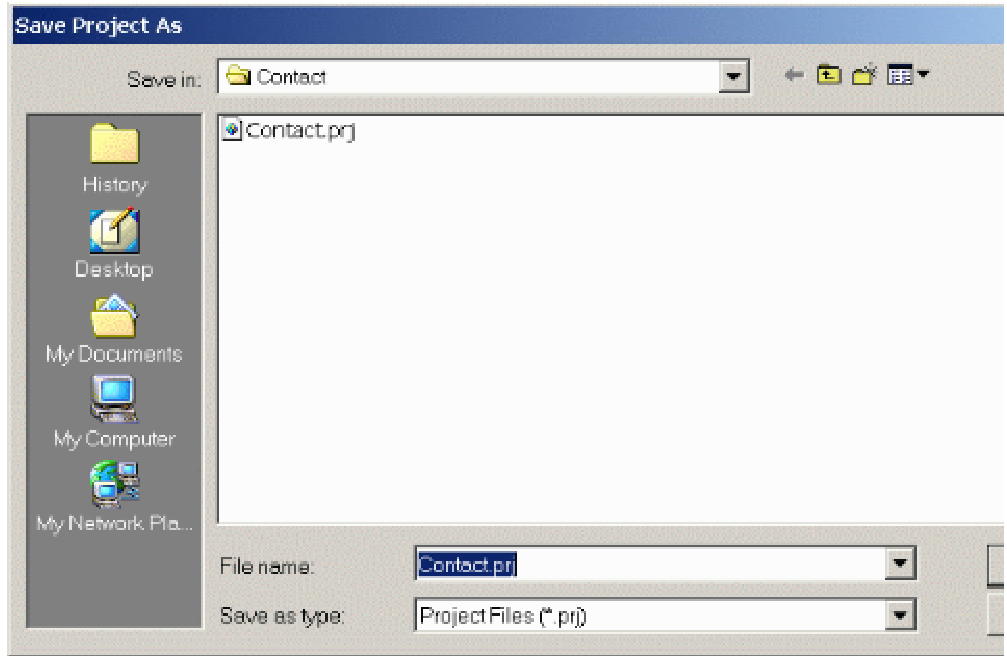 Save Project As
Save in: Contact
Contact.prj
History
Desktop
My Documents
My Computer
My Network Pla...
File name: Contact.prj
Save as type: Project Files (*.prj)